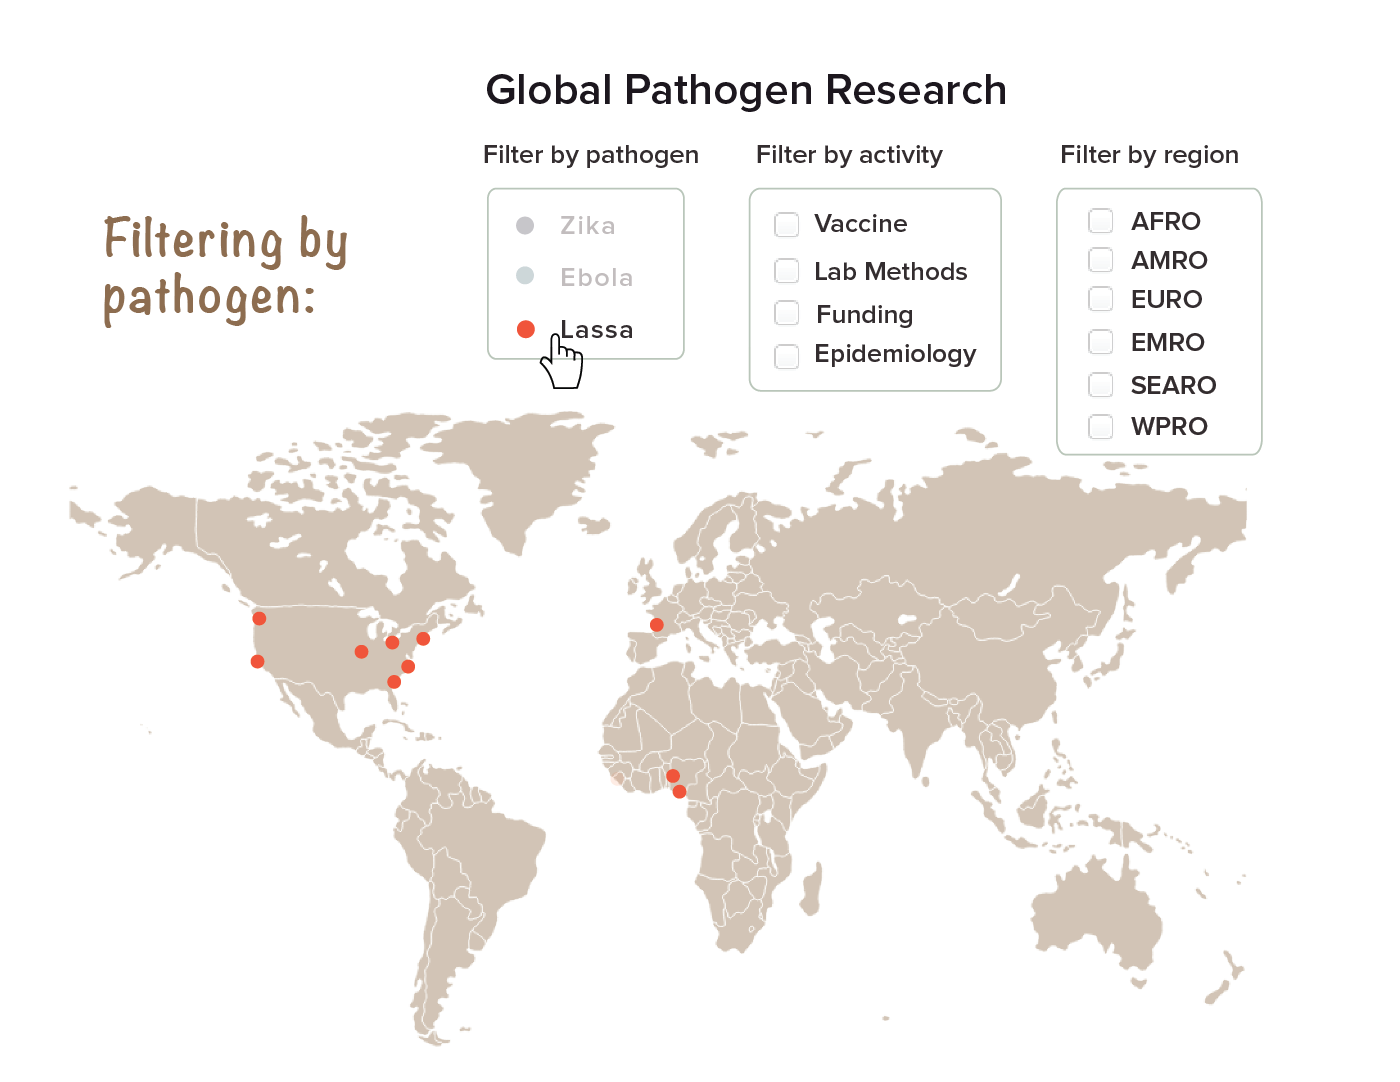 Global Pathogen Research
Filter by pathogen
Zika
Ebola
Lassa
Filter by activity
Vaccine
Lab Methods
Funding
Epidemiology
Filter by region
AFRO
AMRO
EURO
EMRO
SEARO
WPRO
Filtering by
pathogen: